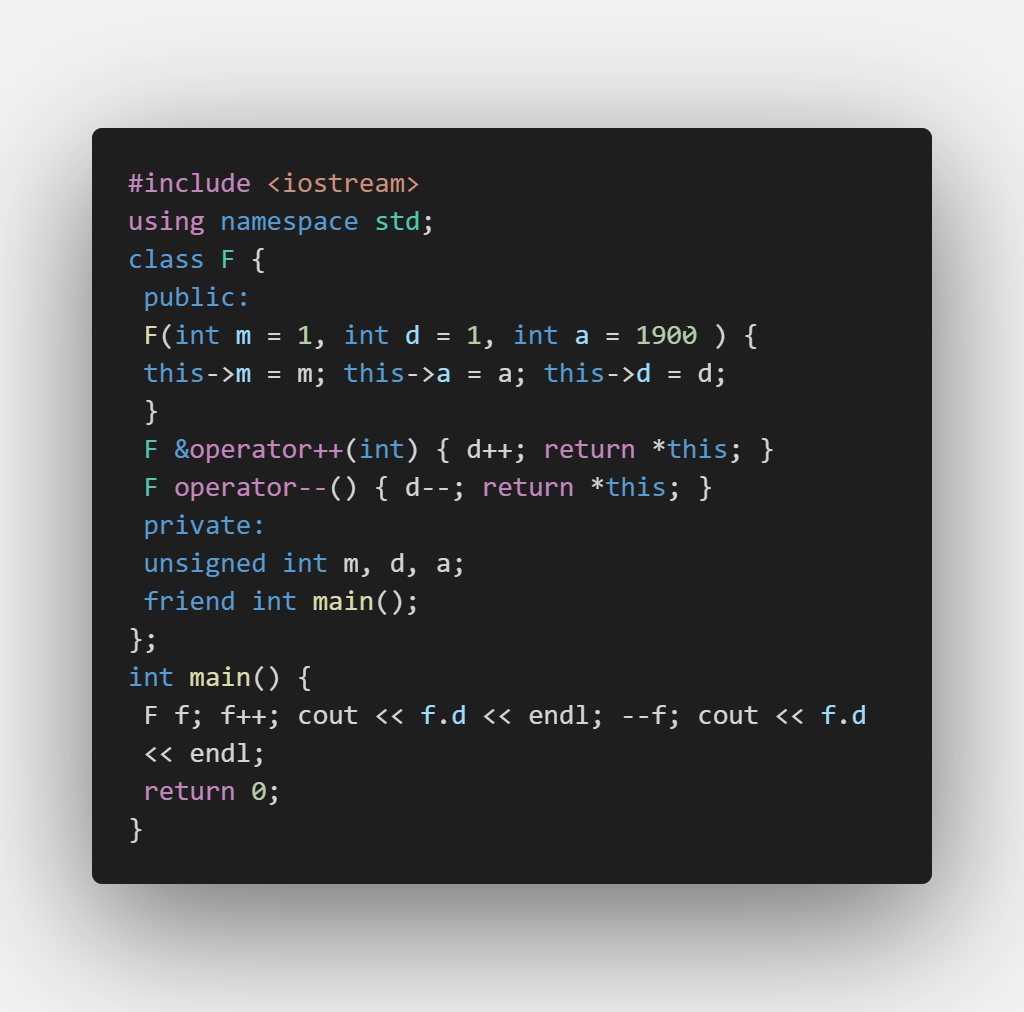 #include <iostream>
using namespace std;
class F {
 public:
 F(int m = 1, int d = 1, int a = 1900 ) {
 this->m = m; this->a = a; this->d = d;
 }
 F &operator++(int) { d++; return *this; }
 F operator--() { d--; return *this; }
 private:
 unsigned int m, d, a;
 friend int main();
};
int main() {
 F f; f++; cout << f.d << endl; --f; cout << f.d
 << endl;
 return 0;
}